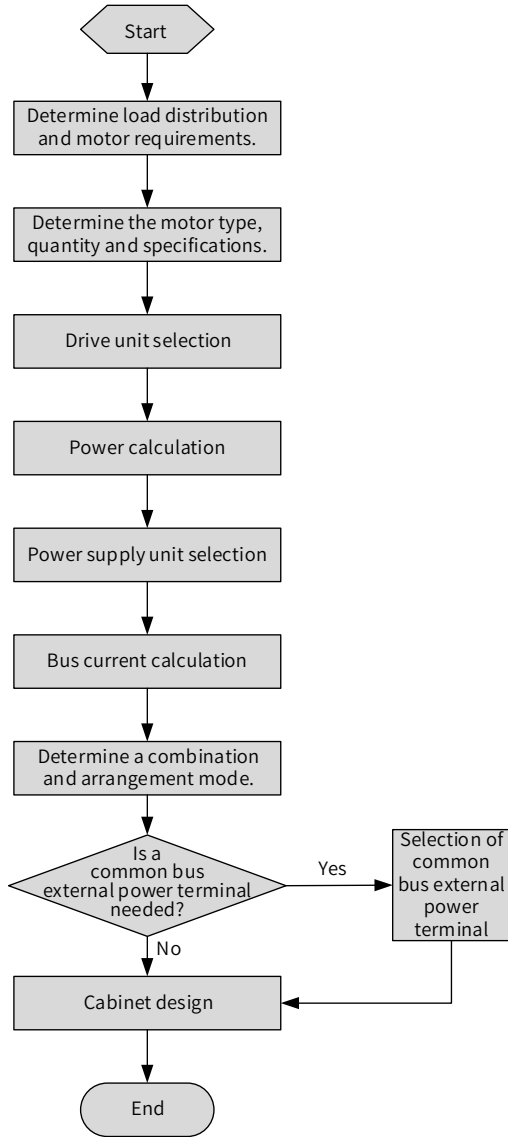 Start
Determine load distribution
and motor requirements.
Determine the motor type,
quantity and specifications.
Drive unit selection
Power calculation
Power supply unit selection
Bus current calculation
Determine a combination
and arrangement mode.
Is a
common bus
external power terminal
needed?
Yes
Selection of
common
bus external
power
terminal
No
Cabinet design
End